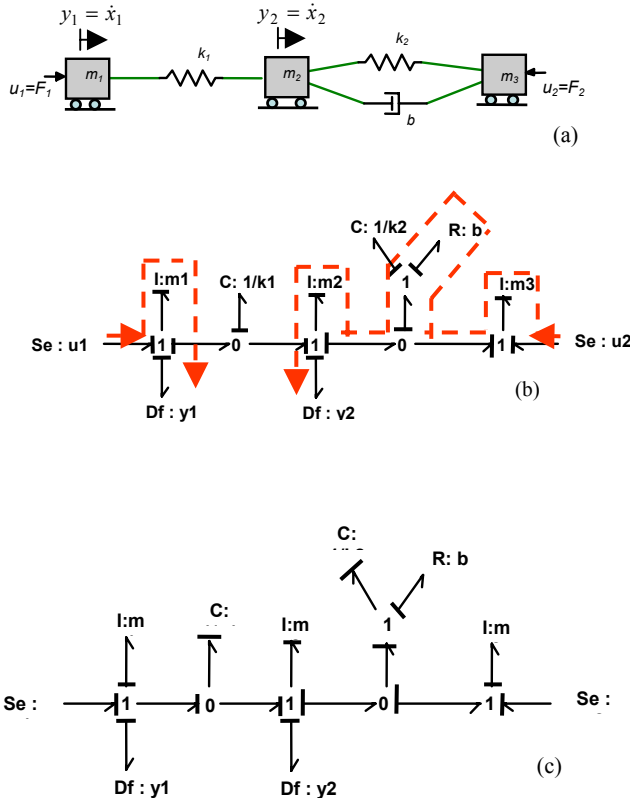 y₁ = ẋ₁
y₂ = ẋ₂
k₁
k₂
m₁
m₂
m₃
u₁=F₁
u₂=F₂
b
(a)
C: 1/k2
R: b
I:m1
C: 1/k1
I:m2
1
I:m3
Se : u1
1
0
1
0
1
Se : u2
Df : y1
Df : y2
(b)
C:
R: b
I:m
C:
I:m
1
I:m
Se :
1
0
1
0
1
Se :
Df : y1
Df : y2
(c)